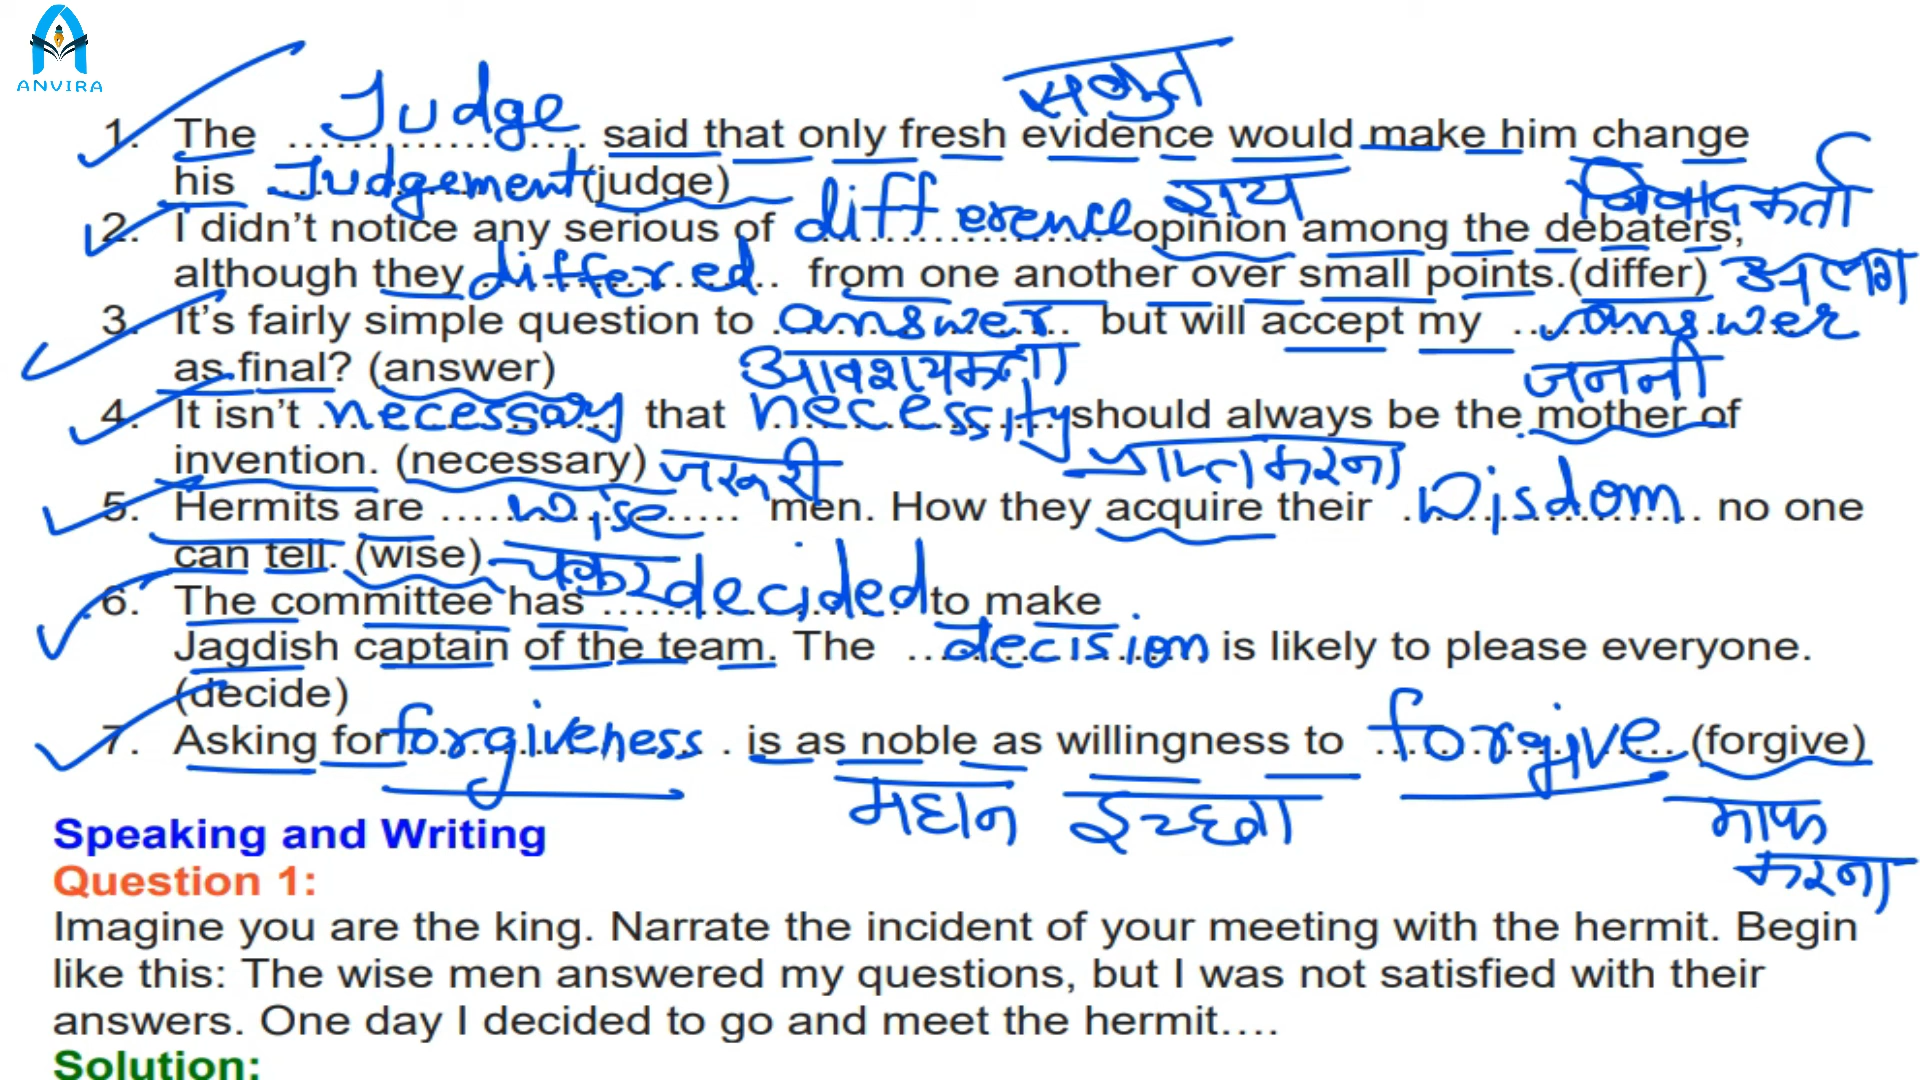 ANVIRA
सबूत
1. The Judge said that only fresh evidence would make him change
his Judgement (judge)
राय विवादकर्ता
2. I didn't notice any serious of difference opinion among the debaters,
although they differed from one another over small points.(differ) अलग
3. It's fairly simple question to answer but will accept my answer
as final? (answer) आवश्यकता जननी
4. It isn't necessary that necessity should always be the mother of
invention. (necessary) जरूरी प्राप्त करना
5. Hermits are wise men. How they acquire their wisdom no one
can tell. (wise)
6. The committee has decided to make
Jagdish captain of the team. The decision is likely to please everyone.
(decide)
7. Asking for forgiveness . is as noble as willingness to forgive (forgive)
महान इच्छा माफ
करना
Speaking and Writing
Question 1:
Imagine you are the king. Narrate the incident of your meeting with the hermit. Begin
like this: The wise men answered my questions, but I was not satisfied with their
answers. One day I decided to go and meet the hermit….
Solution: